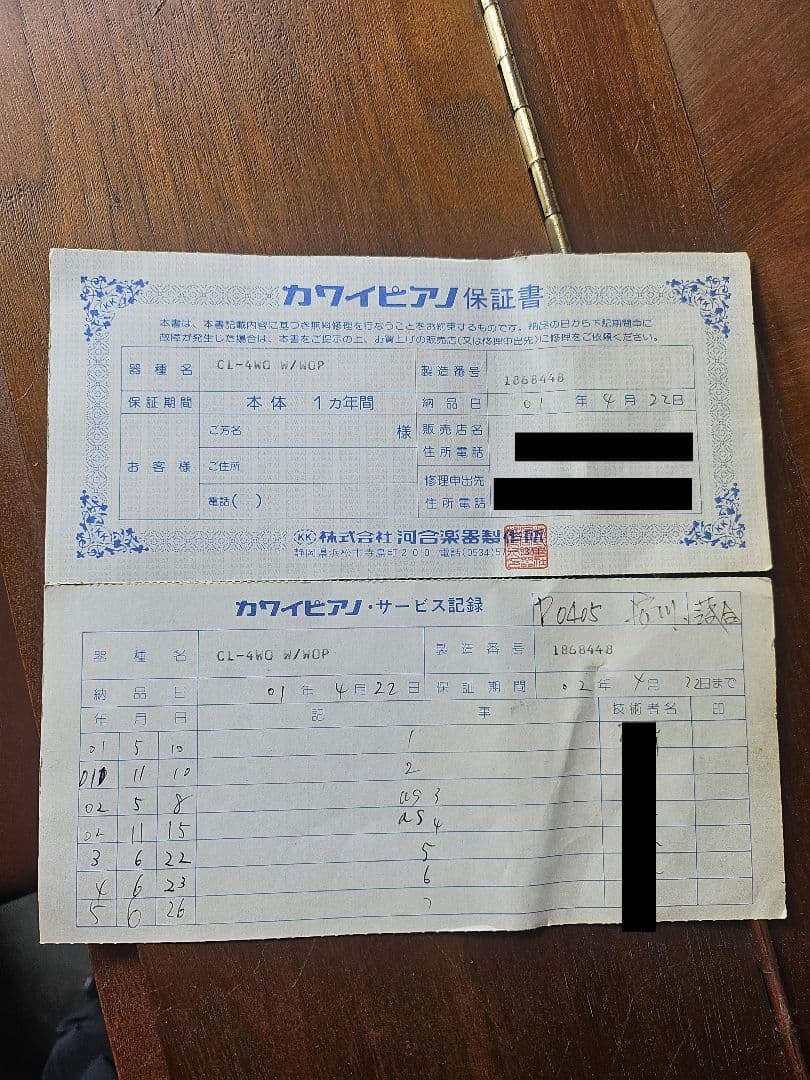 カワイピアノ 保証書
本書は、本書記載内容に基づき無料修理を行なうことをお約束するものです。納品の日から下記期間中に
故障が発生した場合は、本書をご提示の上、お買上げの販売店(又は修理申出先)に修理をご依頼ください。
器種名 CL-4WO W/WOP 製造番号 1868448
保証期間 本体 1カ年間 納品日 01年4月22日
お客様 ご芳名 様 販売店名 住所電話
ご住所 修理申出先 住所電話
電話( )
KK 株式会社 河合楽器製作所
静岡県浜松市寺島町200 電話(0534)57
カワイピアノ・サービス記録 P0405
器種名 CL-4WO W/WOP 製造番号 1868448
納品日 01年4月22日 保証期間 02年4月22日まで
年月日 記事 技術者名 印
01 5 10 1
01 11 10 2
02 5 8 as 3
02 11 15 as 4
3 6 22 5
4 6 23 6
5 6 26 7